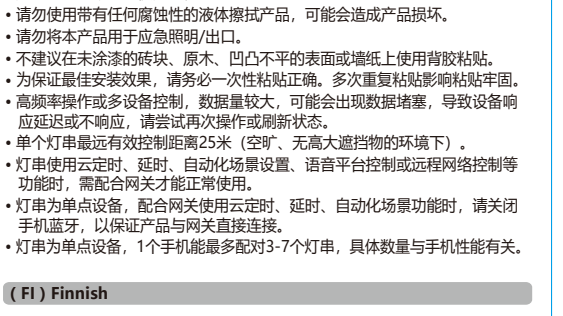 • 请勿使用带有任何腐蚀性的液体擦拭产品，可能会造成产品损坏。
• 请勿将本产品用于应急照明/出口。
• 不建议在未涂漆的砖块、原木、凹凸不平的表面或墙纸上使用背胶粘贴。
• 为保证最佳安装效果，请务必一次性粘贴正确。多次重复粘贴影响粘贴牢固。
• 高频率操作或多设备控制，数据量较大，可能会出现数据堵塞，导致设备响
应延迟或不响应，请尝试再次操作或刷新状态。
• 单个灯串最远有效控制距离25米（空旷、无高大遮挡物的环境下）。
• 灯串使用云定时、延时、自动化场景设置、语音平台控制或远程网络控制等
功能时，需配合网关才能正常使用。
• 灯串为单点设备，配合网关使用云定时、延时、自动化场景功能时，请关闭
手机蓝牙，以保证产品与网关直接连接。
• 灯串为单点设备，1个手机能最多配对3-7个灯串，具体数量与手机性能有关。
( FI ) Finnish